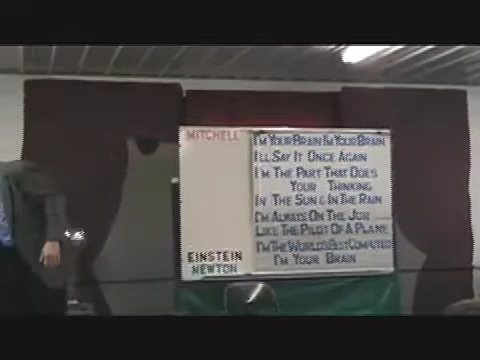 MITCHELL
I'M YOUR BRAIN I'M YOUR BRAIN
I'LL SAY IT ONCE AGAIN
I'M THE PART THAT DOES
YOUR THINKING
IN THE SUN & IN THE RAIN
I'M ALWAYS ON THE JOB
LIKE THE PILOT OF A PLANE
I'M THE WORLD'S BEST COMPUTER
I'M YOUR BRAIN
EINSTEIN
NEWTON